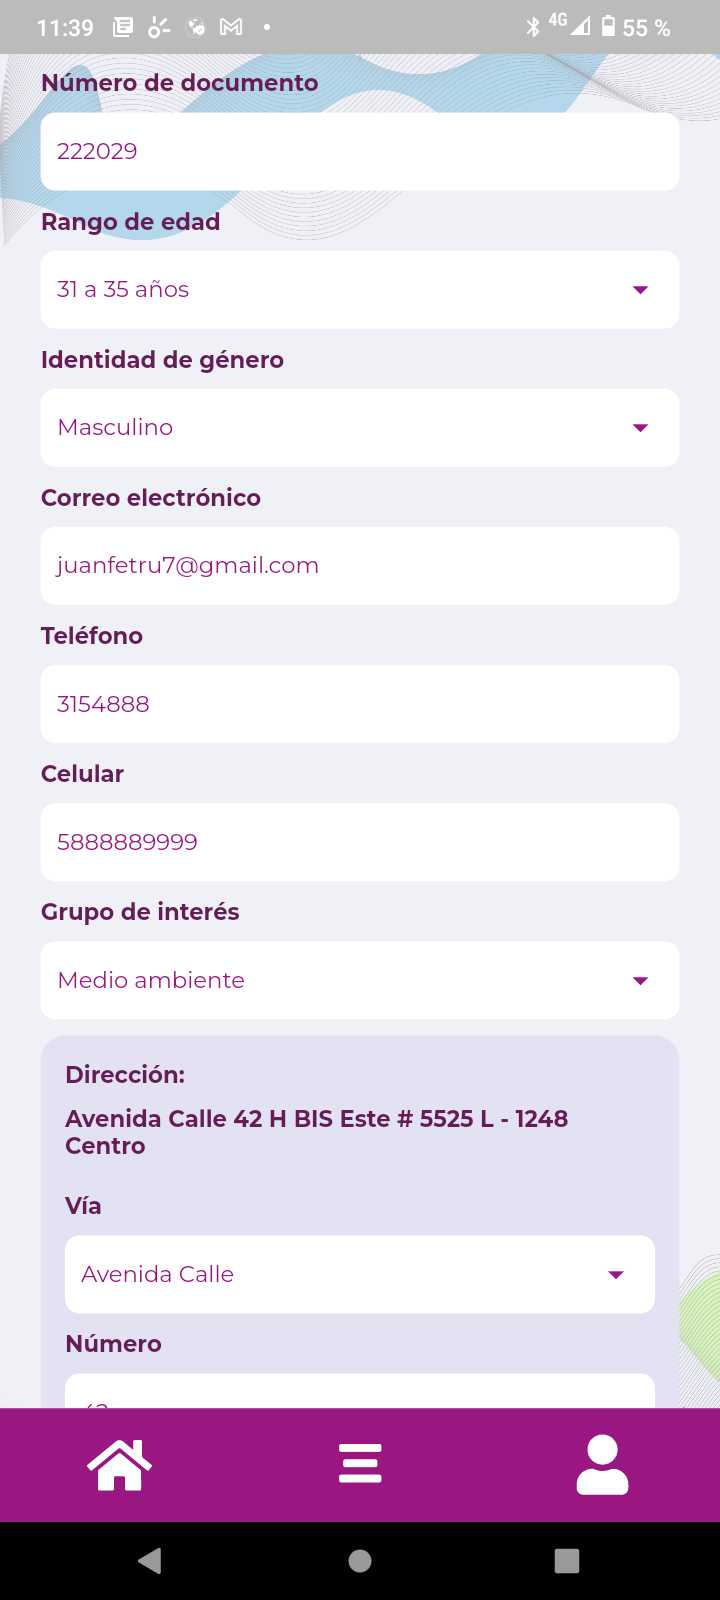 11:39
4G
55 %
Número de documento
222029
Rango de edad
31 a 35 años
Identidad de género
Masculino
Correo electrónico
juanfetru7@gmail.com
Teléfono
3154888
Celular
5888889999
Grupo de interés
Medio ambiente
Dirección:
Avenida Calle 42 H BIS Este # 5525 L - 1248
Centro
Vía
Avenida Calle
Número